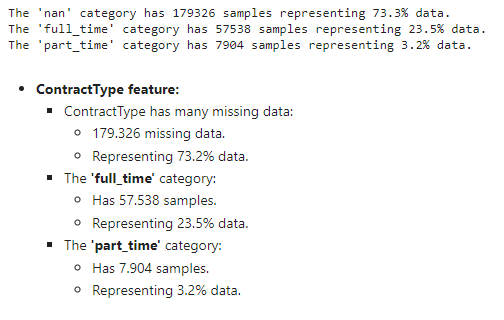 The 'nan' category has 179326 samples representing 73.3% data.
The 'full_time' category has 57538 samples representing 23.5% data.
The 'part_time' category has 7904 samples representing 3.2% data.
• ContractType feature:
▪ ContractType has many missing data:
◦ 179.326 missing data.
◦ Representing 73.2% data.
▪ The 'full_time' category:
◦ Has 57.538 samples.
◦ Representing 23.5% data.
▪ The 'part_time' category:
◦ Has 7.904 samples.
◦ Representing 3.2% data.